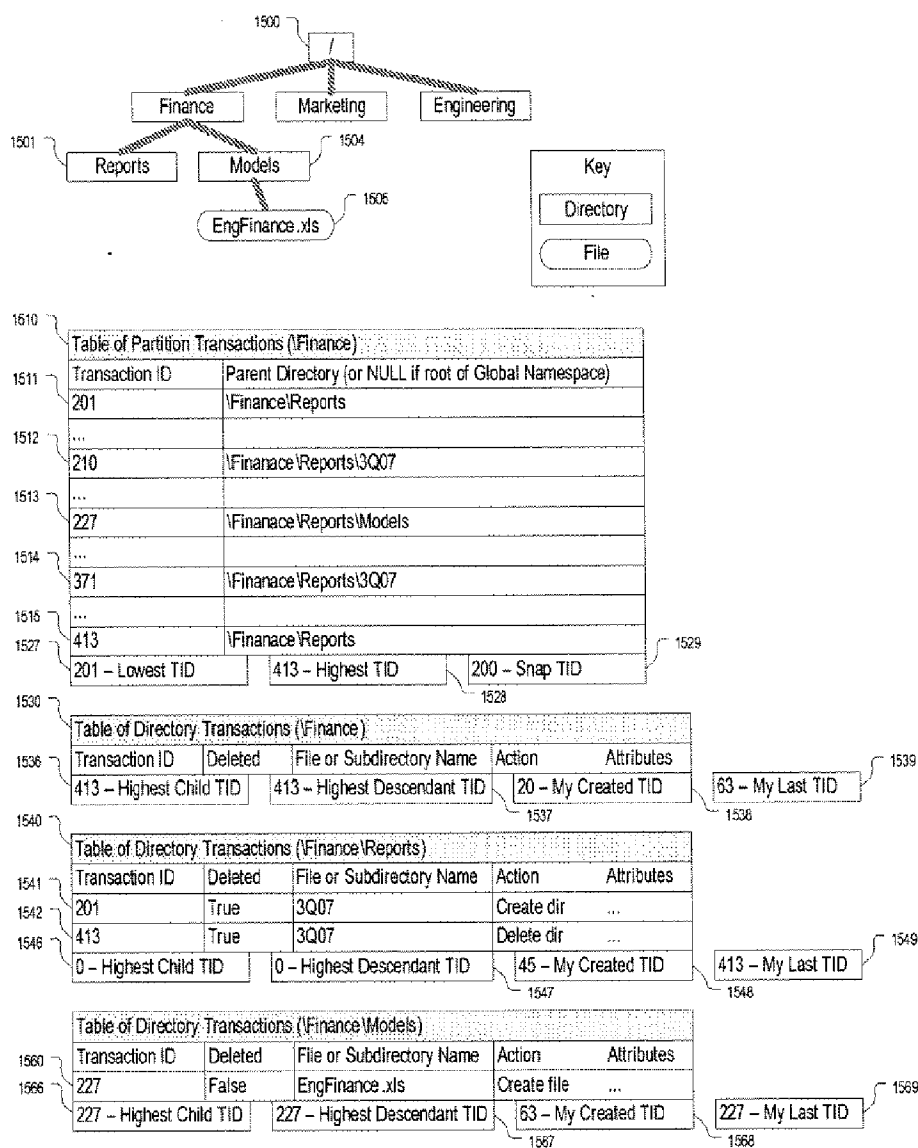 1500
/
Finance Marketing Engineering
1501 1504
Reports Models Key
1505 Directory
EngFinance.xls
File
1510
Table of Partition Transactions (\Finance)
1511 Transaction ID Parent Directory (or NULL if root of Global Namespace)
201 \Finance\Reports
1512 ...
210 \Finanace\Reports\3Q07
1513 ...
227 \Finanace\Reports\Models
1514 ...
371 \Finanace\Reports\3Q07
1515 ...
413 \Finanace\Reports
1527 201 – Lowest TID 413 – Highest TID 200 – Snap TID 1529
1528
1530
Table of Directory Transactions (\Finance)
1536 Transaction ID Deleted File or Subdirectory Name Action Attributes 1539
413 – Highest Child TID 413 – Highest Descendant TID 20 – My Created TID 63 – My Last TID
1537 1538
1540
Table of Directory Transactions (\Finance\Reports)
1541 Transaction ID Deleted File or Subdirectory Name Action Attributes
1542 201 True 3Q07 Create dir ...
1546 413 True 3Q07 Delete dir ... 1549
0 – Highest Child TID 0 – Highest Descendant TID 45 – My Created TID 413 – My Last TID
1547 1548
Table of Directory Transactions (\Finance\Models)
1560 Transaction ID Deleted File or Subdirectory Name Action Attributes
1566 227 False EngFinance.xls Create file ... 1569
227 – Highest Child TID 227 – Highest Descendant TID 63 – My Created TID 227 – My Last TID
1567 1568